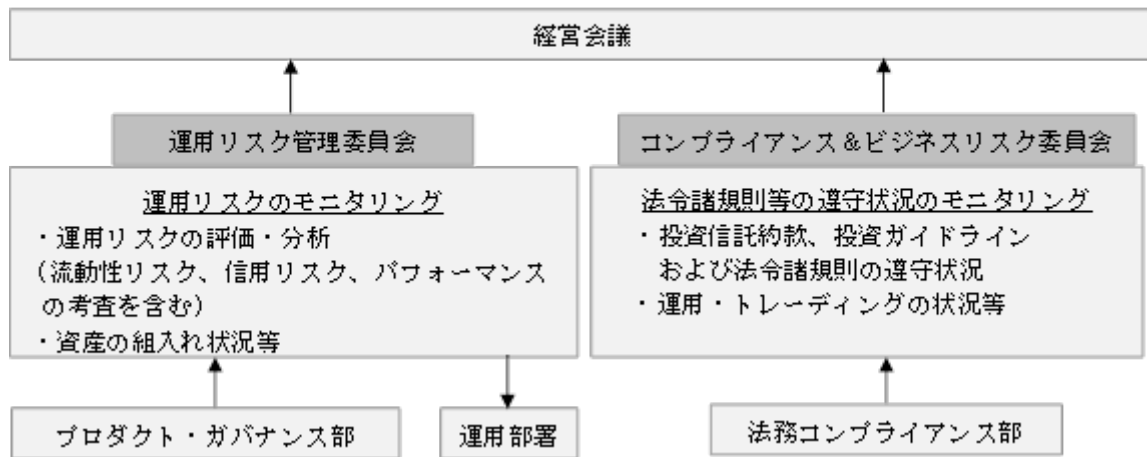 経営会議
運用リスク管理委員会
運用リスクのモニタリング
・運用リスクの評価・分析
(流動性リスク、信用リスク、パフォーマンス
の考査を含む)
・資産の組入れ状況等
プロダクト・ガバナンス部
運用部署
コンプライアンス&ビジネスリスク委員会
法令諸規則等の遵守状況のモニタリング
・投資信託約款、投資ガイドライン
および法令諸規則の遵守状況
・運用・トレーディングの状況等
法務コンプライアンス部